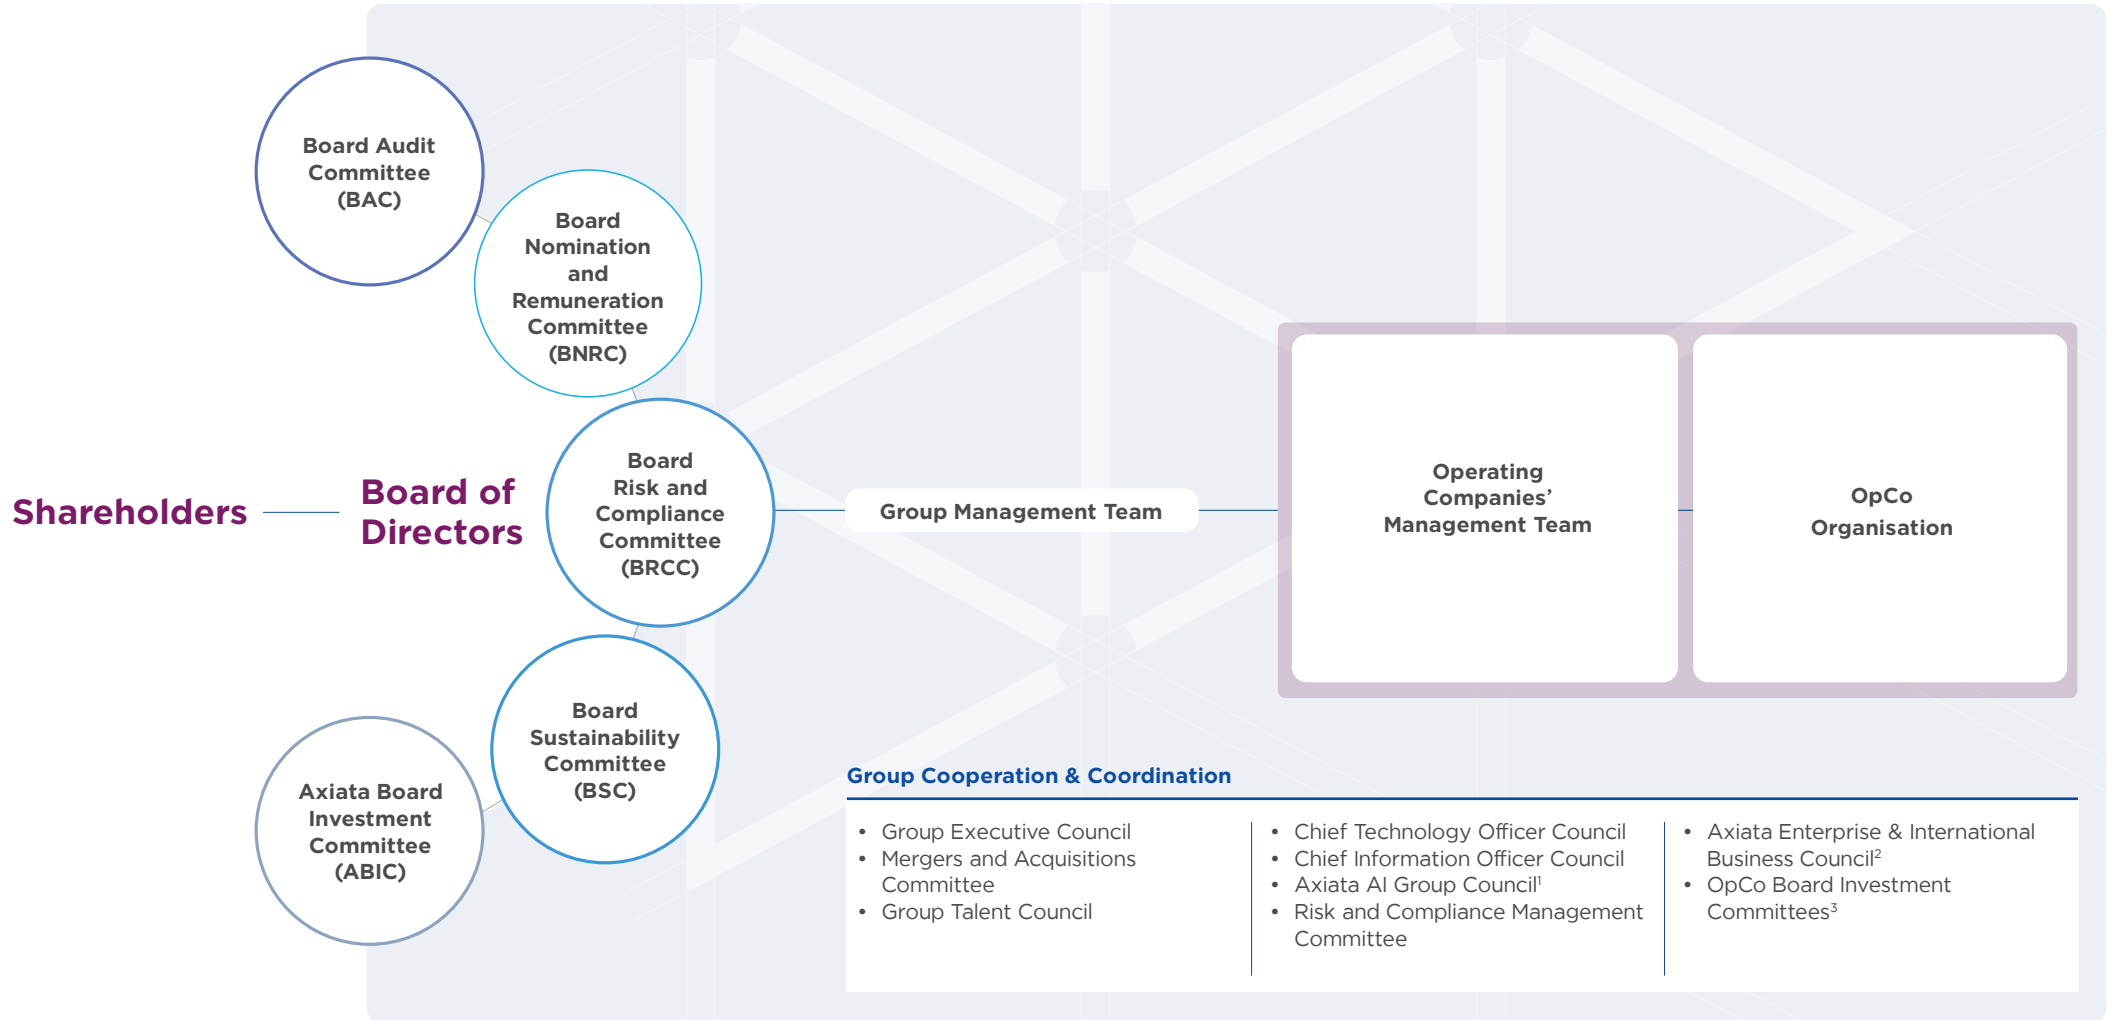 Board Audit
Committee
(BAC)
Board
Nomination
and
Remuneration
Committee
(BNRC)
Shareholders
Board of
Directors
Board
Risk and
Compliance
Committee
(BRCC)
Group Management Team
Operating
Companies’
Management Team
OpCo
Organisation
Board
Sustainability
Committee
(BSC)
Axiata Board
Investment
Committee
(ABIC)
Group Cooperation & Coordination
• Group Executive Council
• Mergers and Acquisitions
Committee
• Group Talent Council
• Chief Technology Officer Council
• Chief Information Officer Council
• Axiata AI Group Council¹
• Risk and Compliance Management
Committee
• Axiata Enterprise & International
Business Council²
• OpCo Board Investment
Committees³